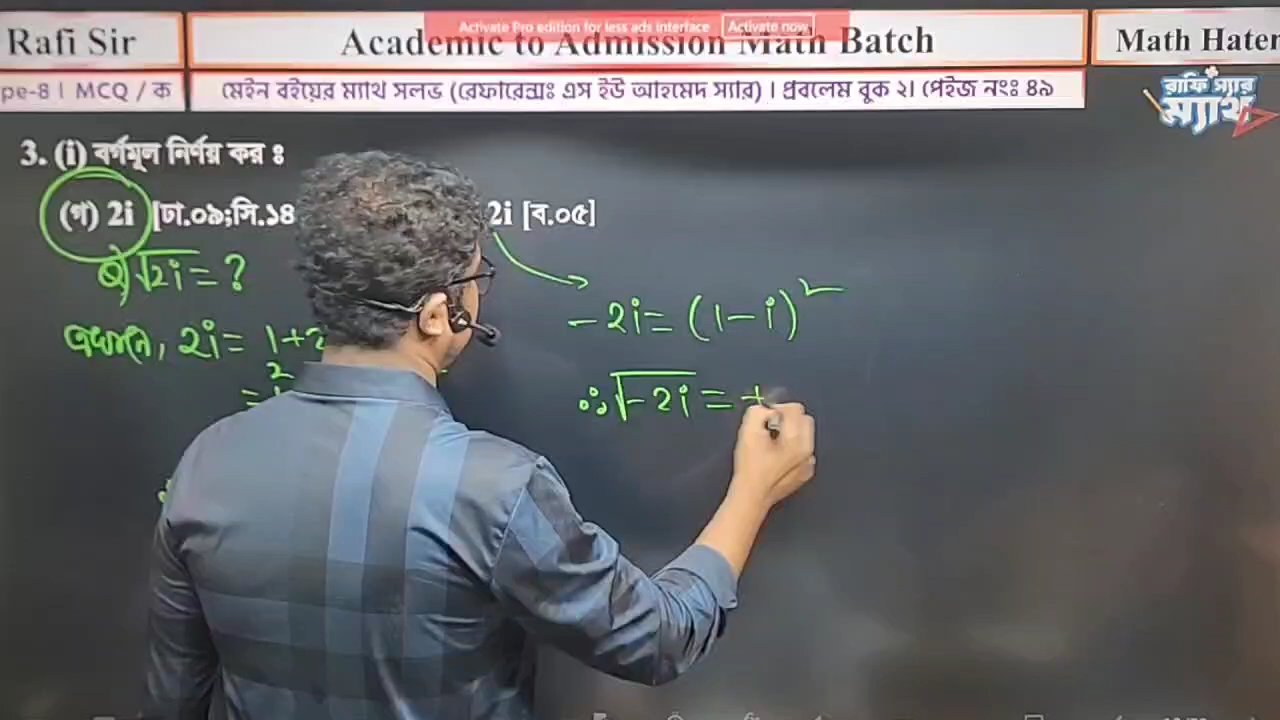 Activate Pro edition for less ads interface Activate now
Rafi Sir
Academic to Admission Math Batch
Math Hater
pe-8 । MCQ / ক
মেইন বইয়ের ম্যাথ সলভ (রেফারেন্সঃ এস ইউ আহমেদ স্যার) । প্রবলেম বুক ২। পেইজ নংঃ ৪৯
রাফি স্যার
ম্যাথ
3. (i) বর্গমূল নির্ণয় কর ঃ
(গ) 2i [ঢা.০৯;সি.১৪
2i [ব.০৫]
√2i = ?
এখানে, 2i = 1+2
-2i = (1-i)²
∴ √-2i = ±